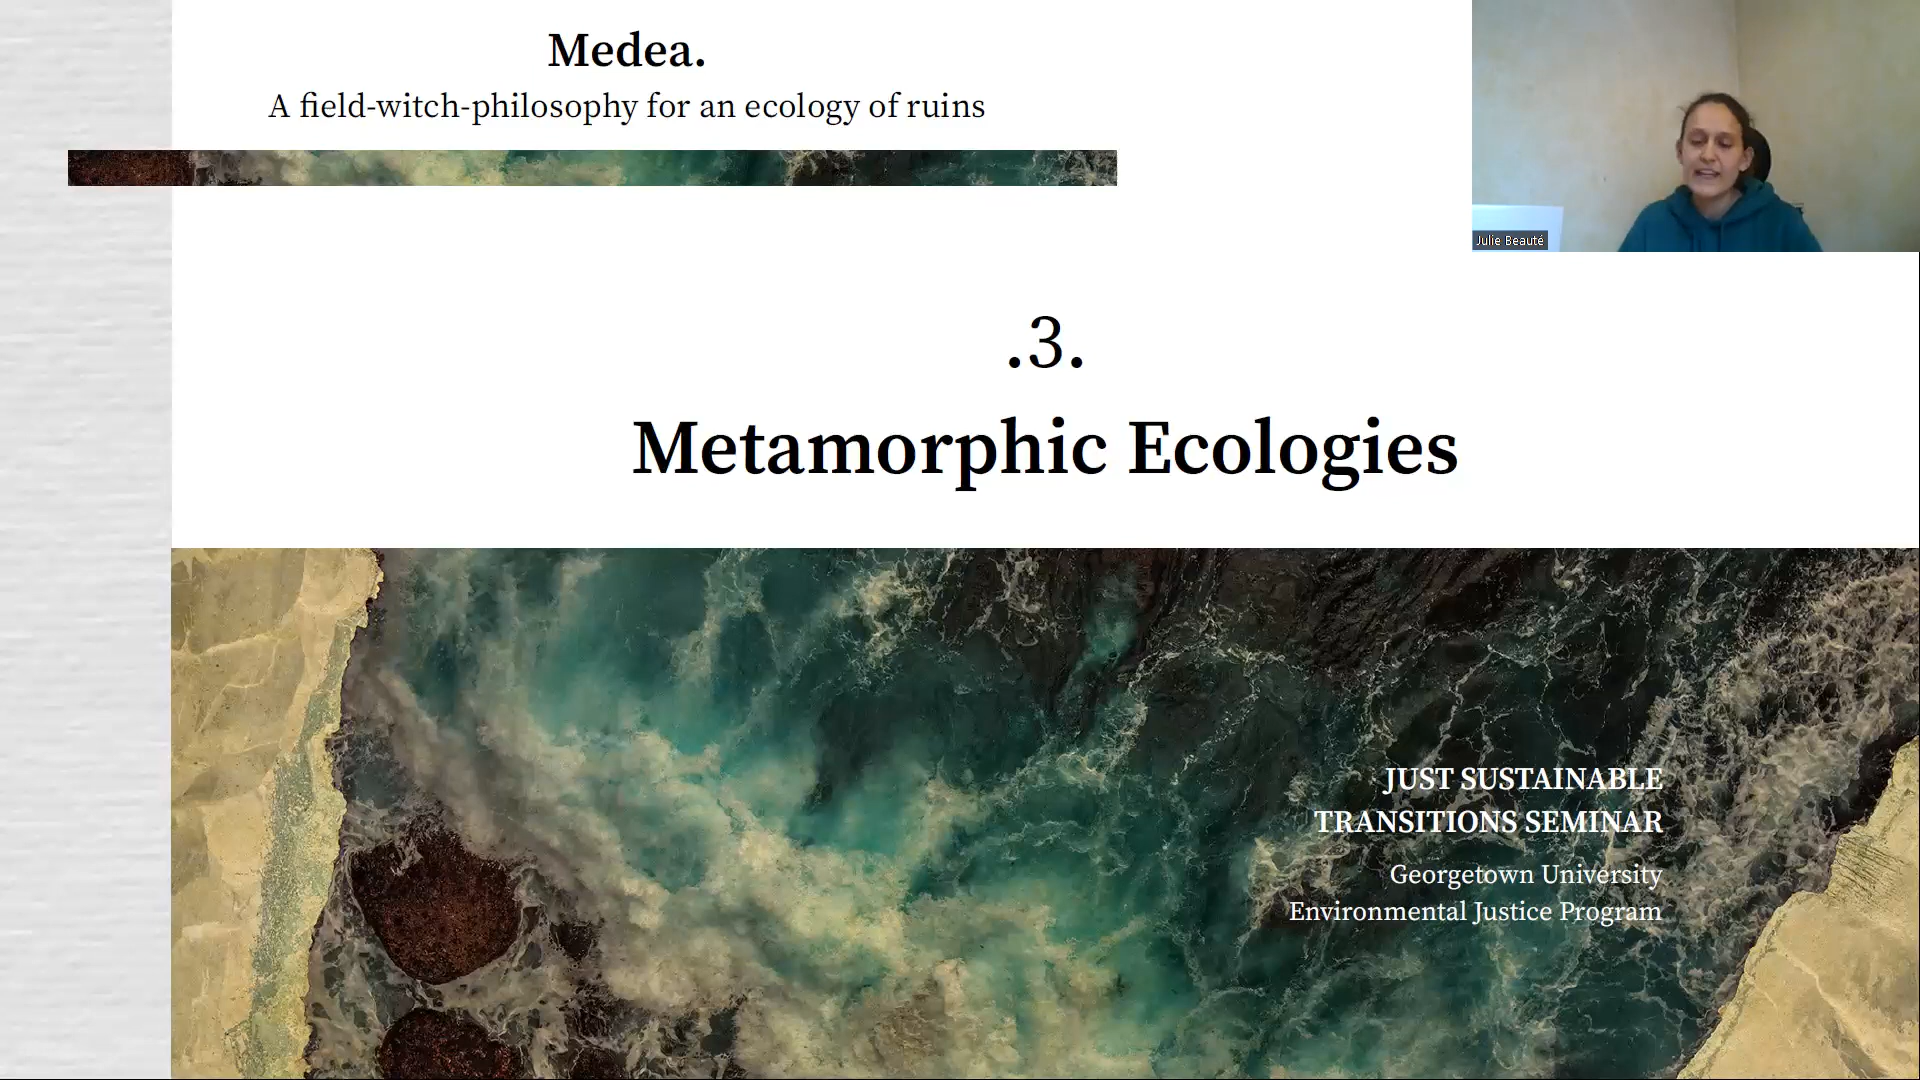 Medea.
A field-witch-philosophy for an ecology of ruins
Julie Beauté
.3.
Metamorphic Ecologies
JUST SUSTAINABLE
TRANSITIONS SEMINAR
Georgetown University
Environmental Justice Program